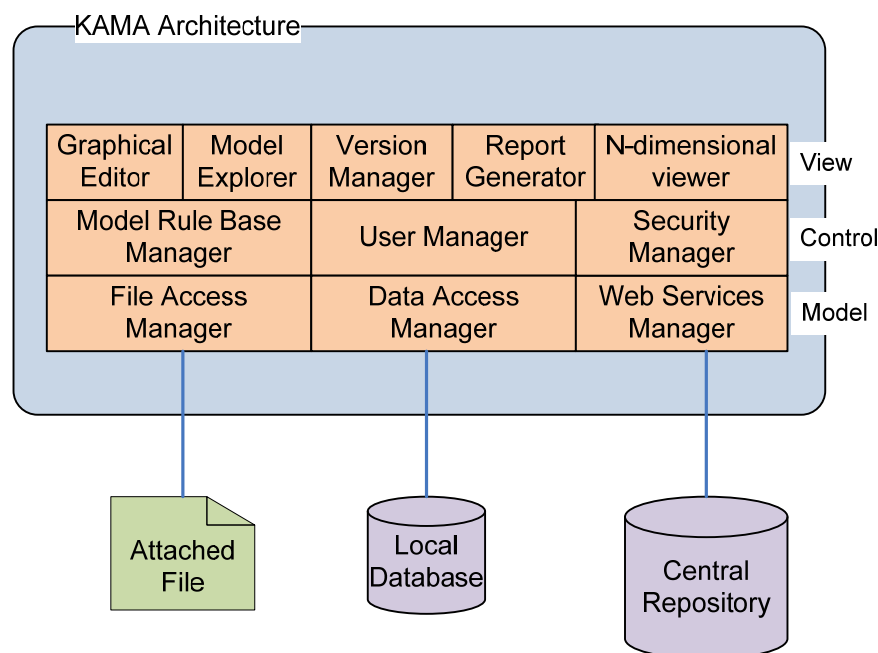 KAMA Architecture
Graphical
Editor
Model
Explorer
Version
Manager
Report
Generator
N-dimensional
viewer
View
Model Rule Base
Manager
User Manager
Security
Manager
Control
File Access
Manager
Data Access
Manager
Web Services
Manager
Model
Attached
File
Local
Database
Central
Repository